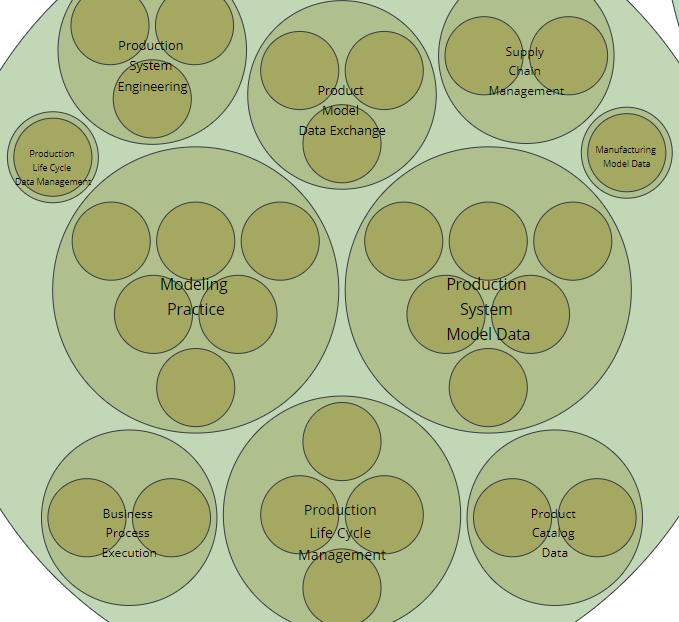 Production
System
Engineering
Product
Model
Data Exchange
Supply
Chain
Management
Production
Life Cycle
Data Management
Manufacturing
Model Data
Modeling
Practice
Production
System
Model Data
Business
Process
Execution
Production
Life Cycle
Management
Product
Catalog
Data